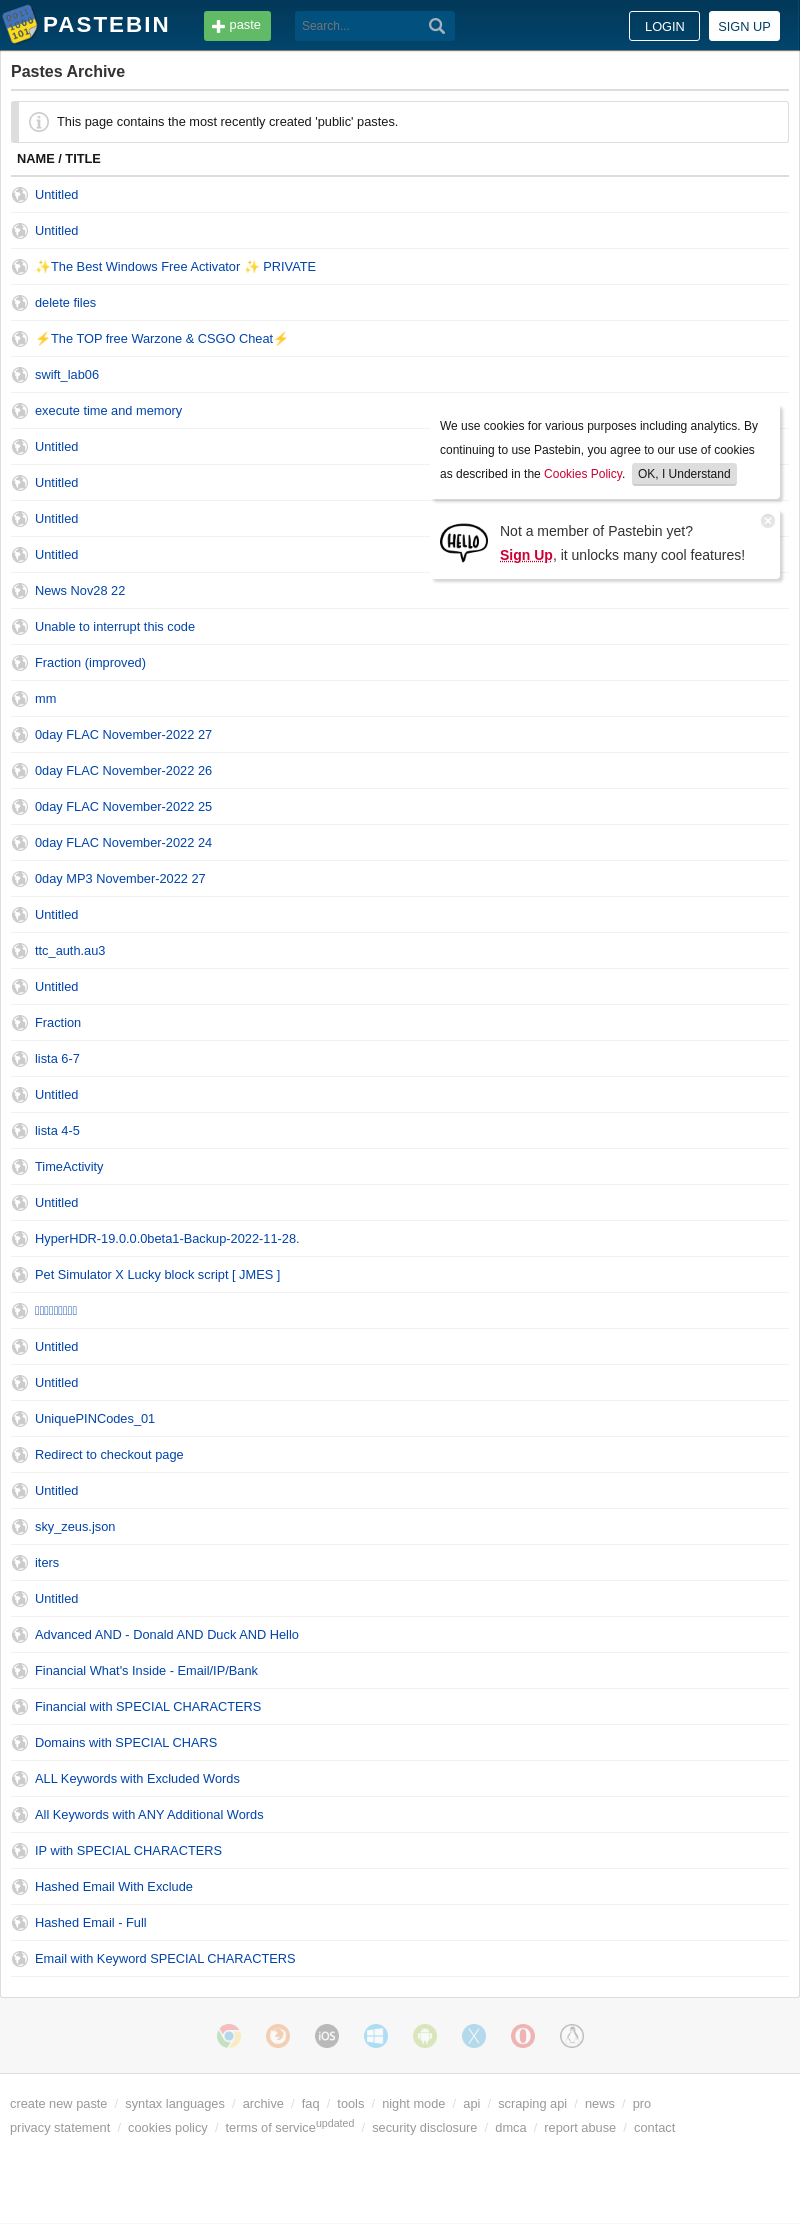 PASTEBIN
paste
Search...
LOGIN
SIGN UP
Pastes Archive
This page contains the most recently created 'public' pastes.
NAME / TITLE
Untitled
Untitled
✨The Best Windows Free Activator ✨ PRIVATE
delete files
⚡The TOP free Warzone & CSGO Cheat⚡
swift_lab06
execute time and memory
We use cookies for various purposes including analytics. By
continuing to use Pastebin, you agree to our use of cookies
as described in the Cookies Policy. OK, I Understand
Untitled
Untitled
Untitled
HELLO
Not a member of Pastebin yet?
Sign Up, it unlocks many cool features!
Untitled
News Nov28 22
Unable to interrupt this code
Fraction (improved)
mm
0day FLAC November-2022 27
0day FLAC November-2022 26
0day FLAC November-2022 25
0day FLAC November-2022 24
0day MP3 November-2022 27
Untitled
ttc_auth.au3
Untitled
Fraction
lista 6-7
Untitled
lista 4-5
TimeActivity
Untitled
HyperHDR-19.0.0.0beta1-Backup-2022-11-28.
Pet Simulator X Lucky block script [ JMES ]
Untitled
Untitled
UniquePINCodes_01
Redirect to checkout page
Untitled
sky_zeus.json
iters
Untitled
Advanced AND - Donald AND Duck AND Hello
Financial What's Inside - Email/IP/Bank
Financial with SPECIAL CHARACTERS
Domains with SPECIAL CHARS
ALL Keywords with Excluded Words
All Keywords with ANY Additional Words
IP with SPECIAL CHARACTERS
Hashed Email With Exclude
Hashed Email - Full
Email with Keyword SPECIAL CHARACTERS
iOS
create new paste / syntax languages / archive / faq / tools / night mode / api / scraping api / news / pro
privacy statement / cookies policy / terms of serviceupdated / security disclosure / dmca / report abuse / contact